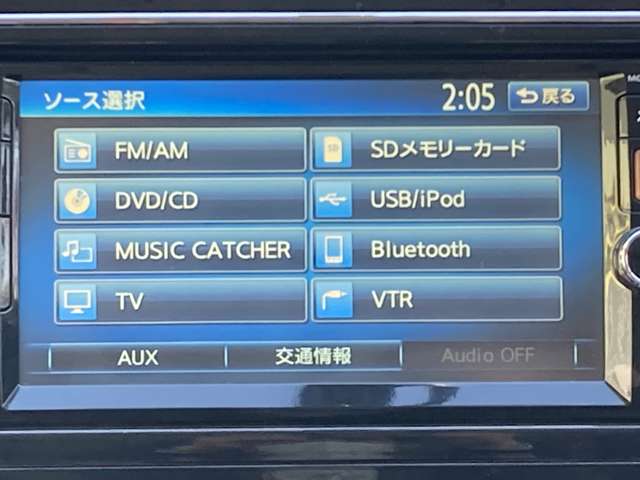 ソース選択
2:05
戻る
FM/AM
SDメモリーカード
SD
DVD/CD
USB/iPod
MUSIC CATCHER
Bluetooth
TV
VTR
AUX
交通情報
Audio OFF